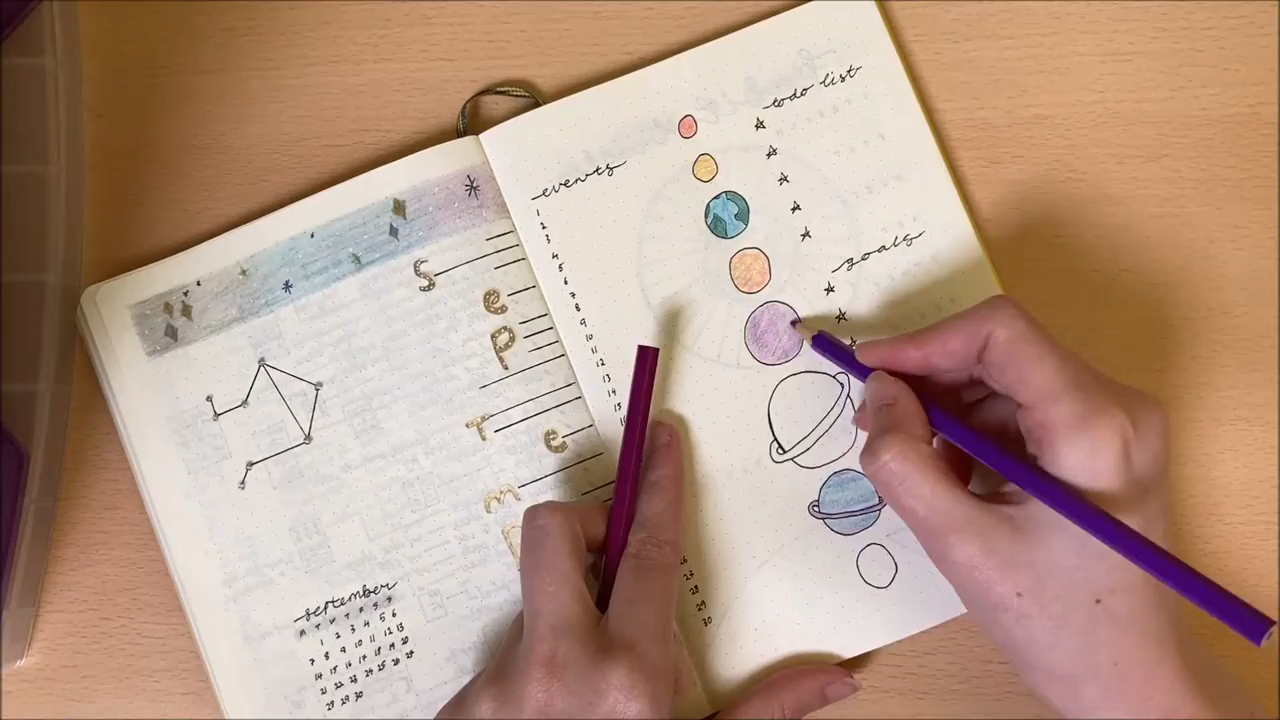 S
e
P
T
e
m
september
M T W T F S S
1 2 3 4 5 6
7 8 9 10 11 12 13
14 15 16 17 18 19 20
21 22 23 24 25 26 27
28 29 30
events
1
2
3
4
5
6
7
8
9
10
11
12
13
14
15
27
28
29
30
todo list
goals